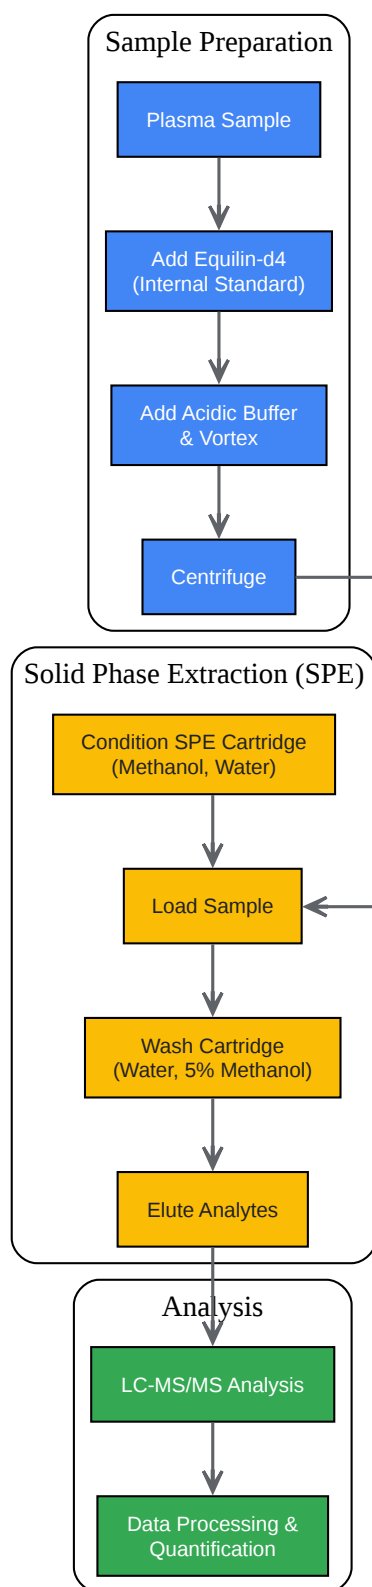 Sample Preparation
Plasma Sample
Add Equilin-d4
(Internal Standard)
Add Acidic Buffer
& Vortex
Centrifuge
Solid Phase Extraction (SPE)
Condition SPE Cartridge
(Methanol, Water)
Load Sample
Wash Cartridge
(Water, 5% Methanol)
Elute Analytes
Analysis
LC-MS/MS Analysis
Data Processing &
Quantification